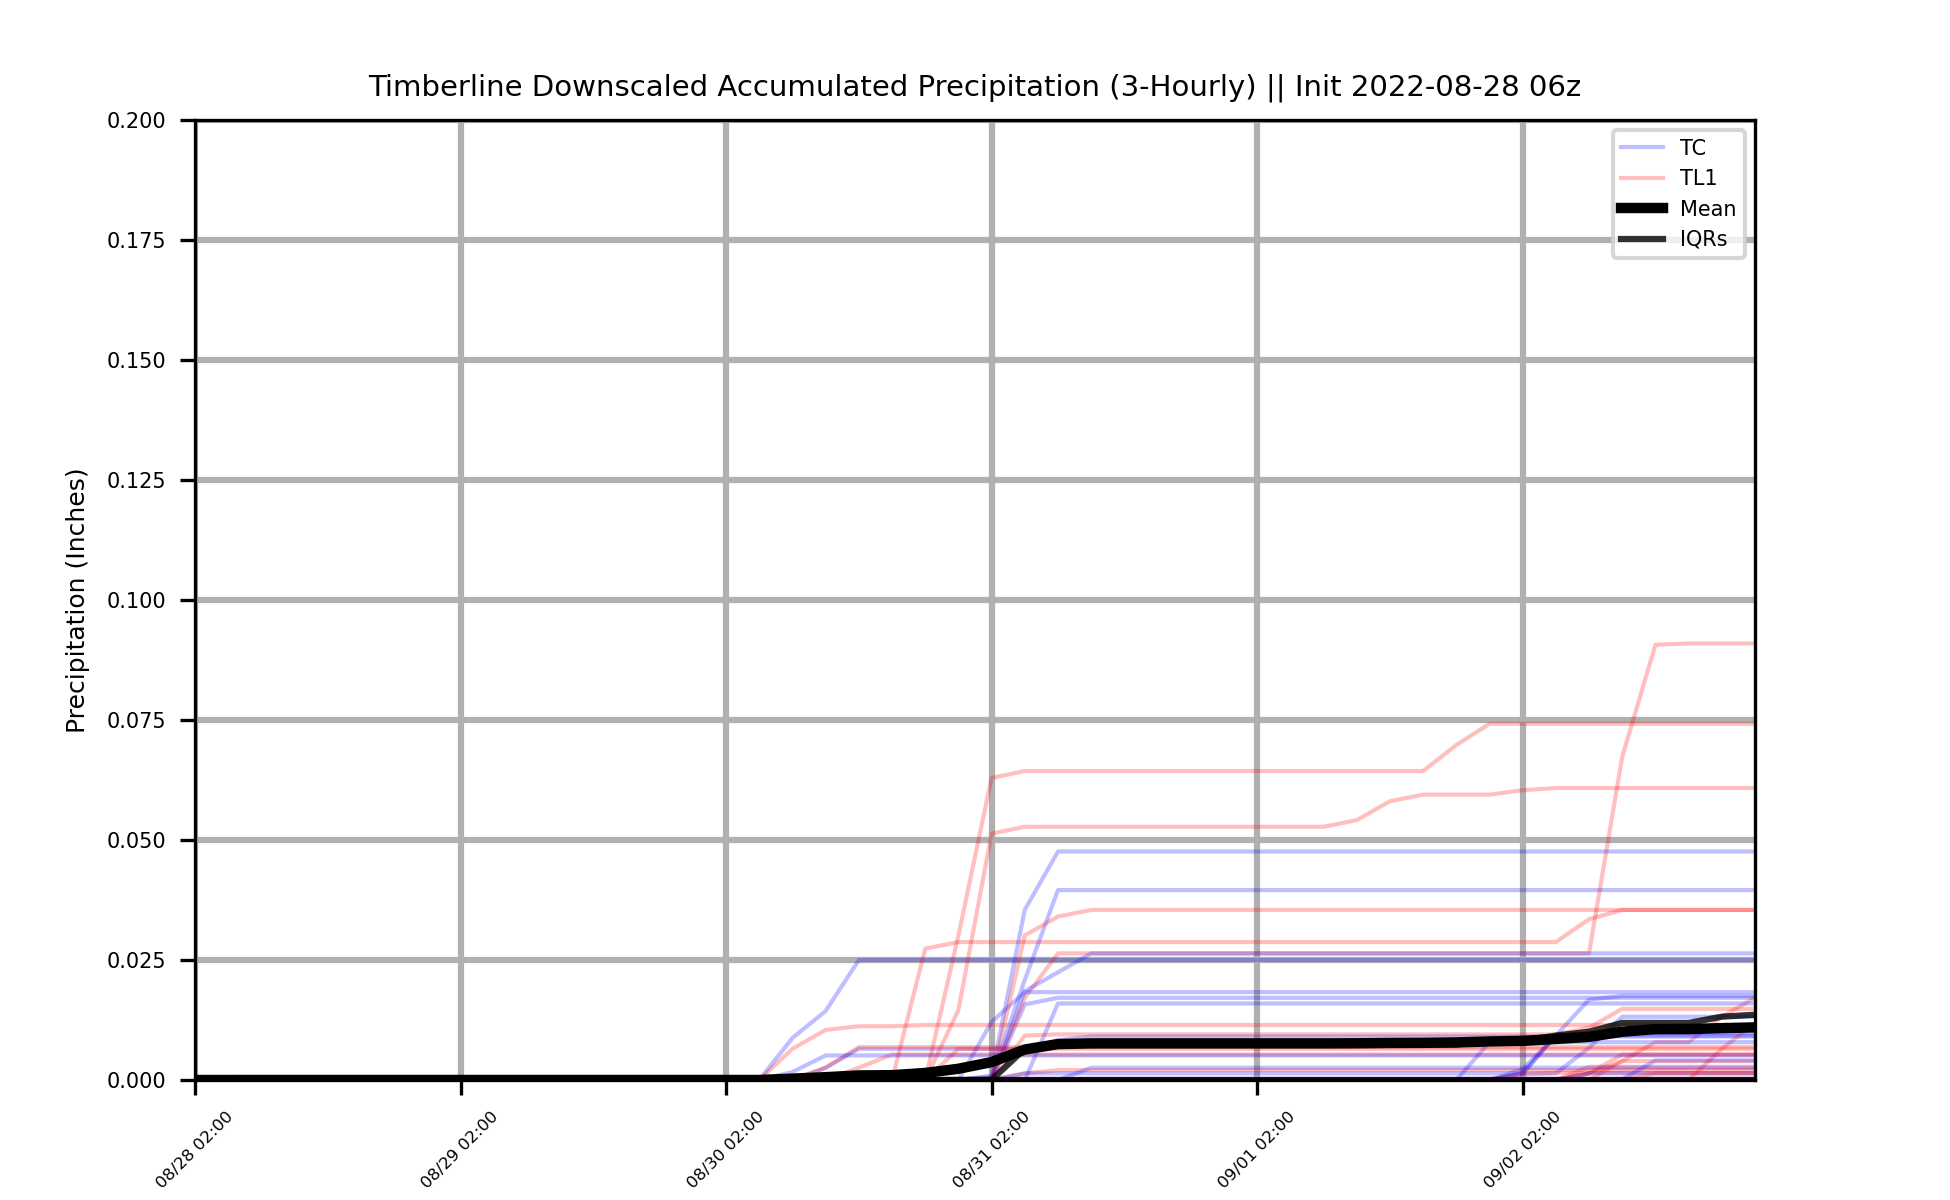 Timberline Downscaled Accumulated Precipitation (3-Hourly) || Init 2022-08-28 06z
0.200
0.175
0.150
0.125
0.100
0.075
0.050
0.025
0.000
Precipitation (Inches)
TC
TL1
Mean
IQRs
08/28 02:00
08/29 02:00
08/30 02:00
08/31 02:00
09/01 02:00
09/02 02:00